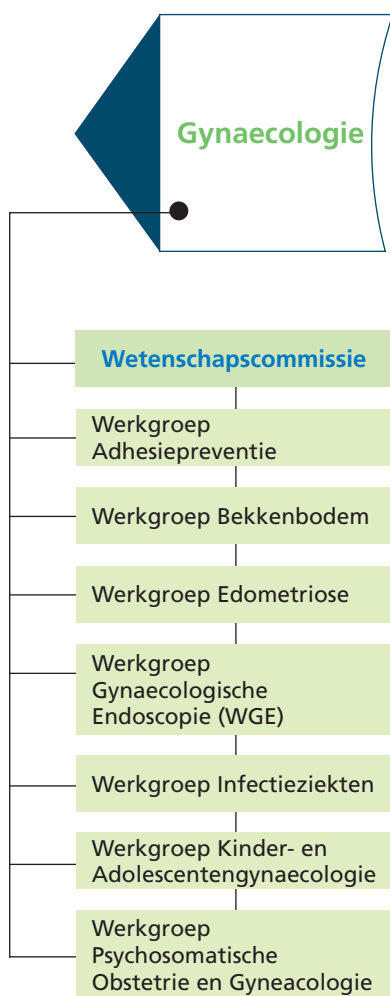 Gynaecologie
Wetenschapscommissie
Werkgroep
Adhesiepreventie
Werkgroep Bekkenbodem
Werkgroep Edometriose
Werkgroep
Gynaecologische
Endoscopie (WGE)
Werkgroep Infectieziekten
Werkgroep Kinder- en
Adolescentengynaecologie
Werkgroep
Psychosomatische
Obstetrie en Gyneacologie